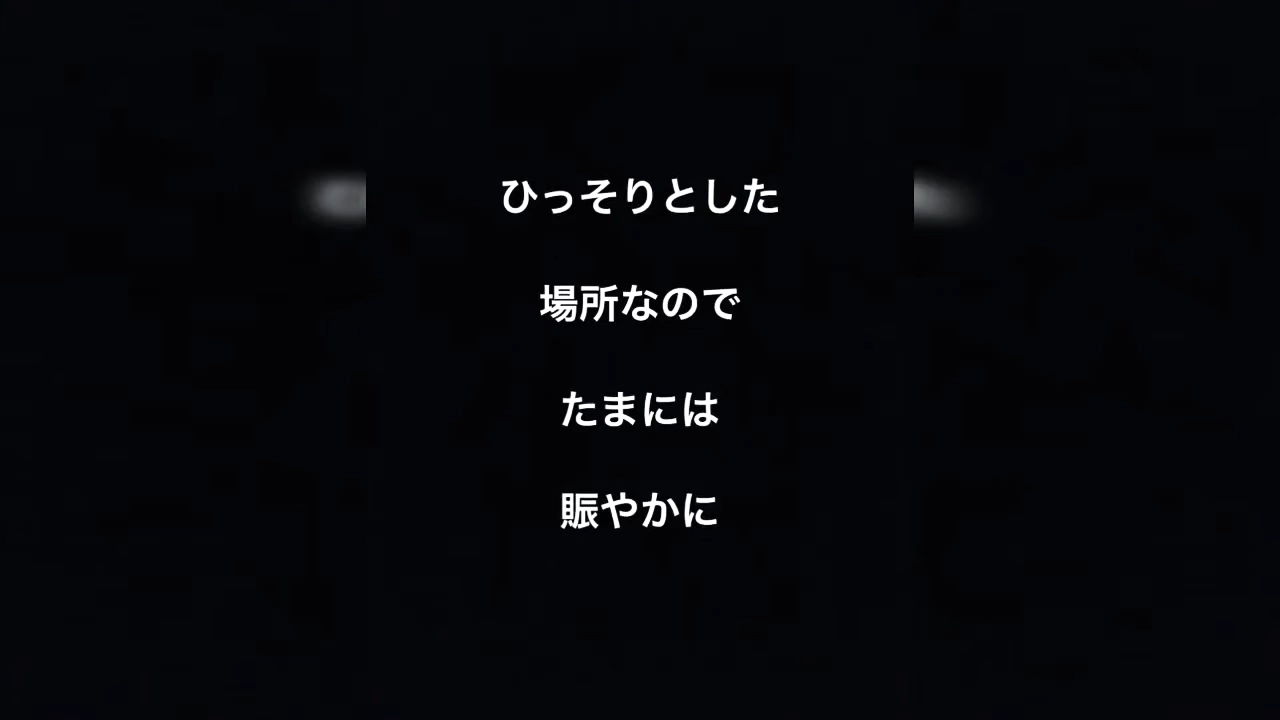 ひっそりとした
場所なので
たまには
賑やかに